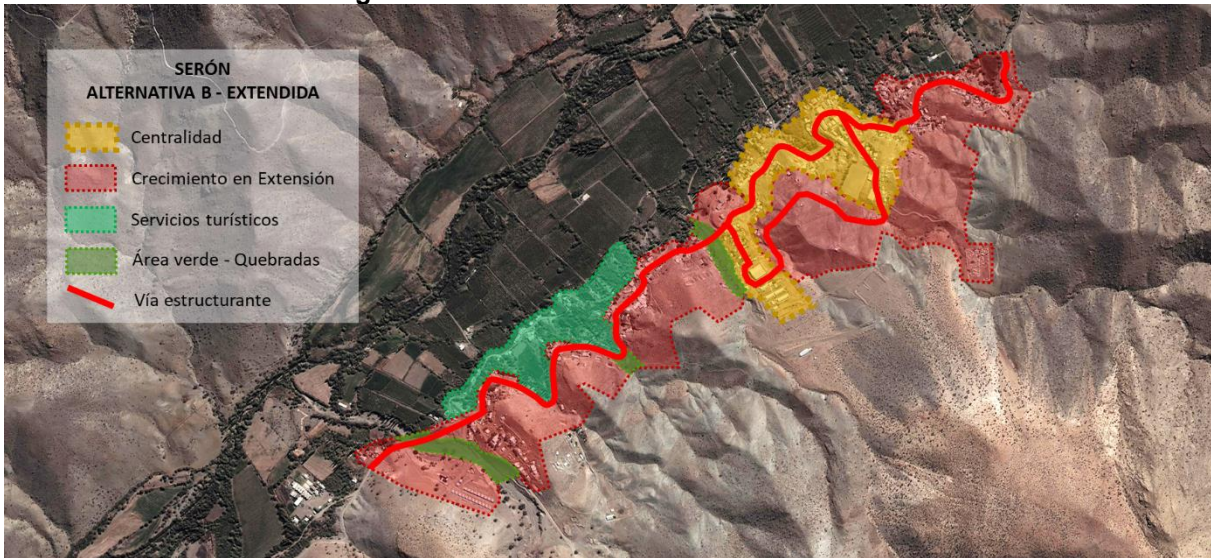 SERÓN
ALTERNATIVA B - EXTENDIDA
Centralidad
Crecimiento en Extensión
Servicios turísticos
Área verde - Quebradas
Vía estructurante